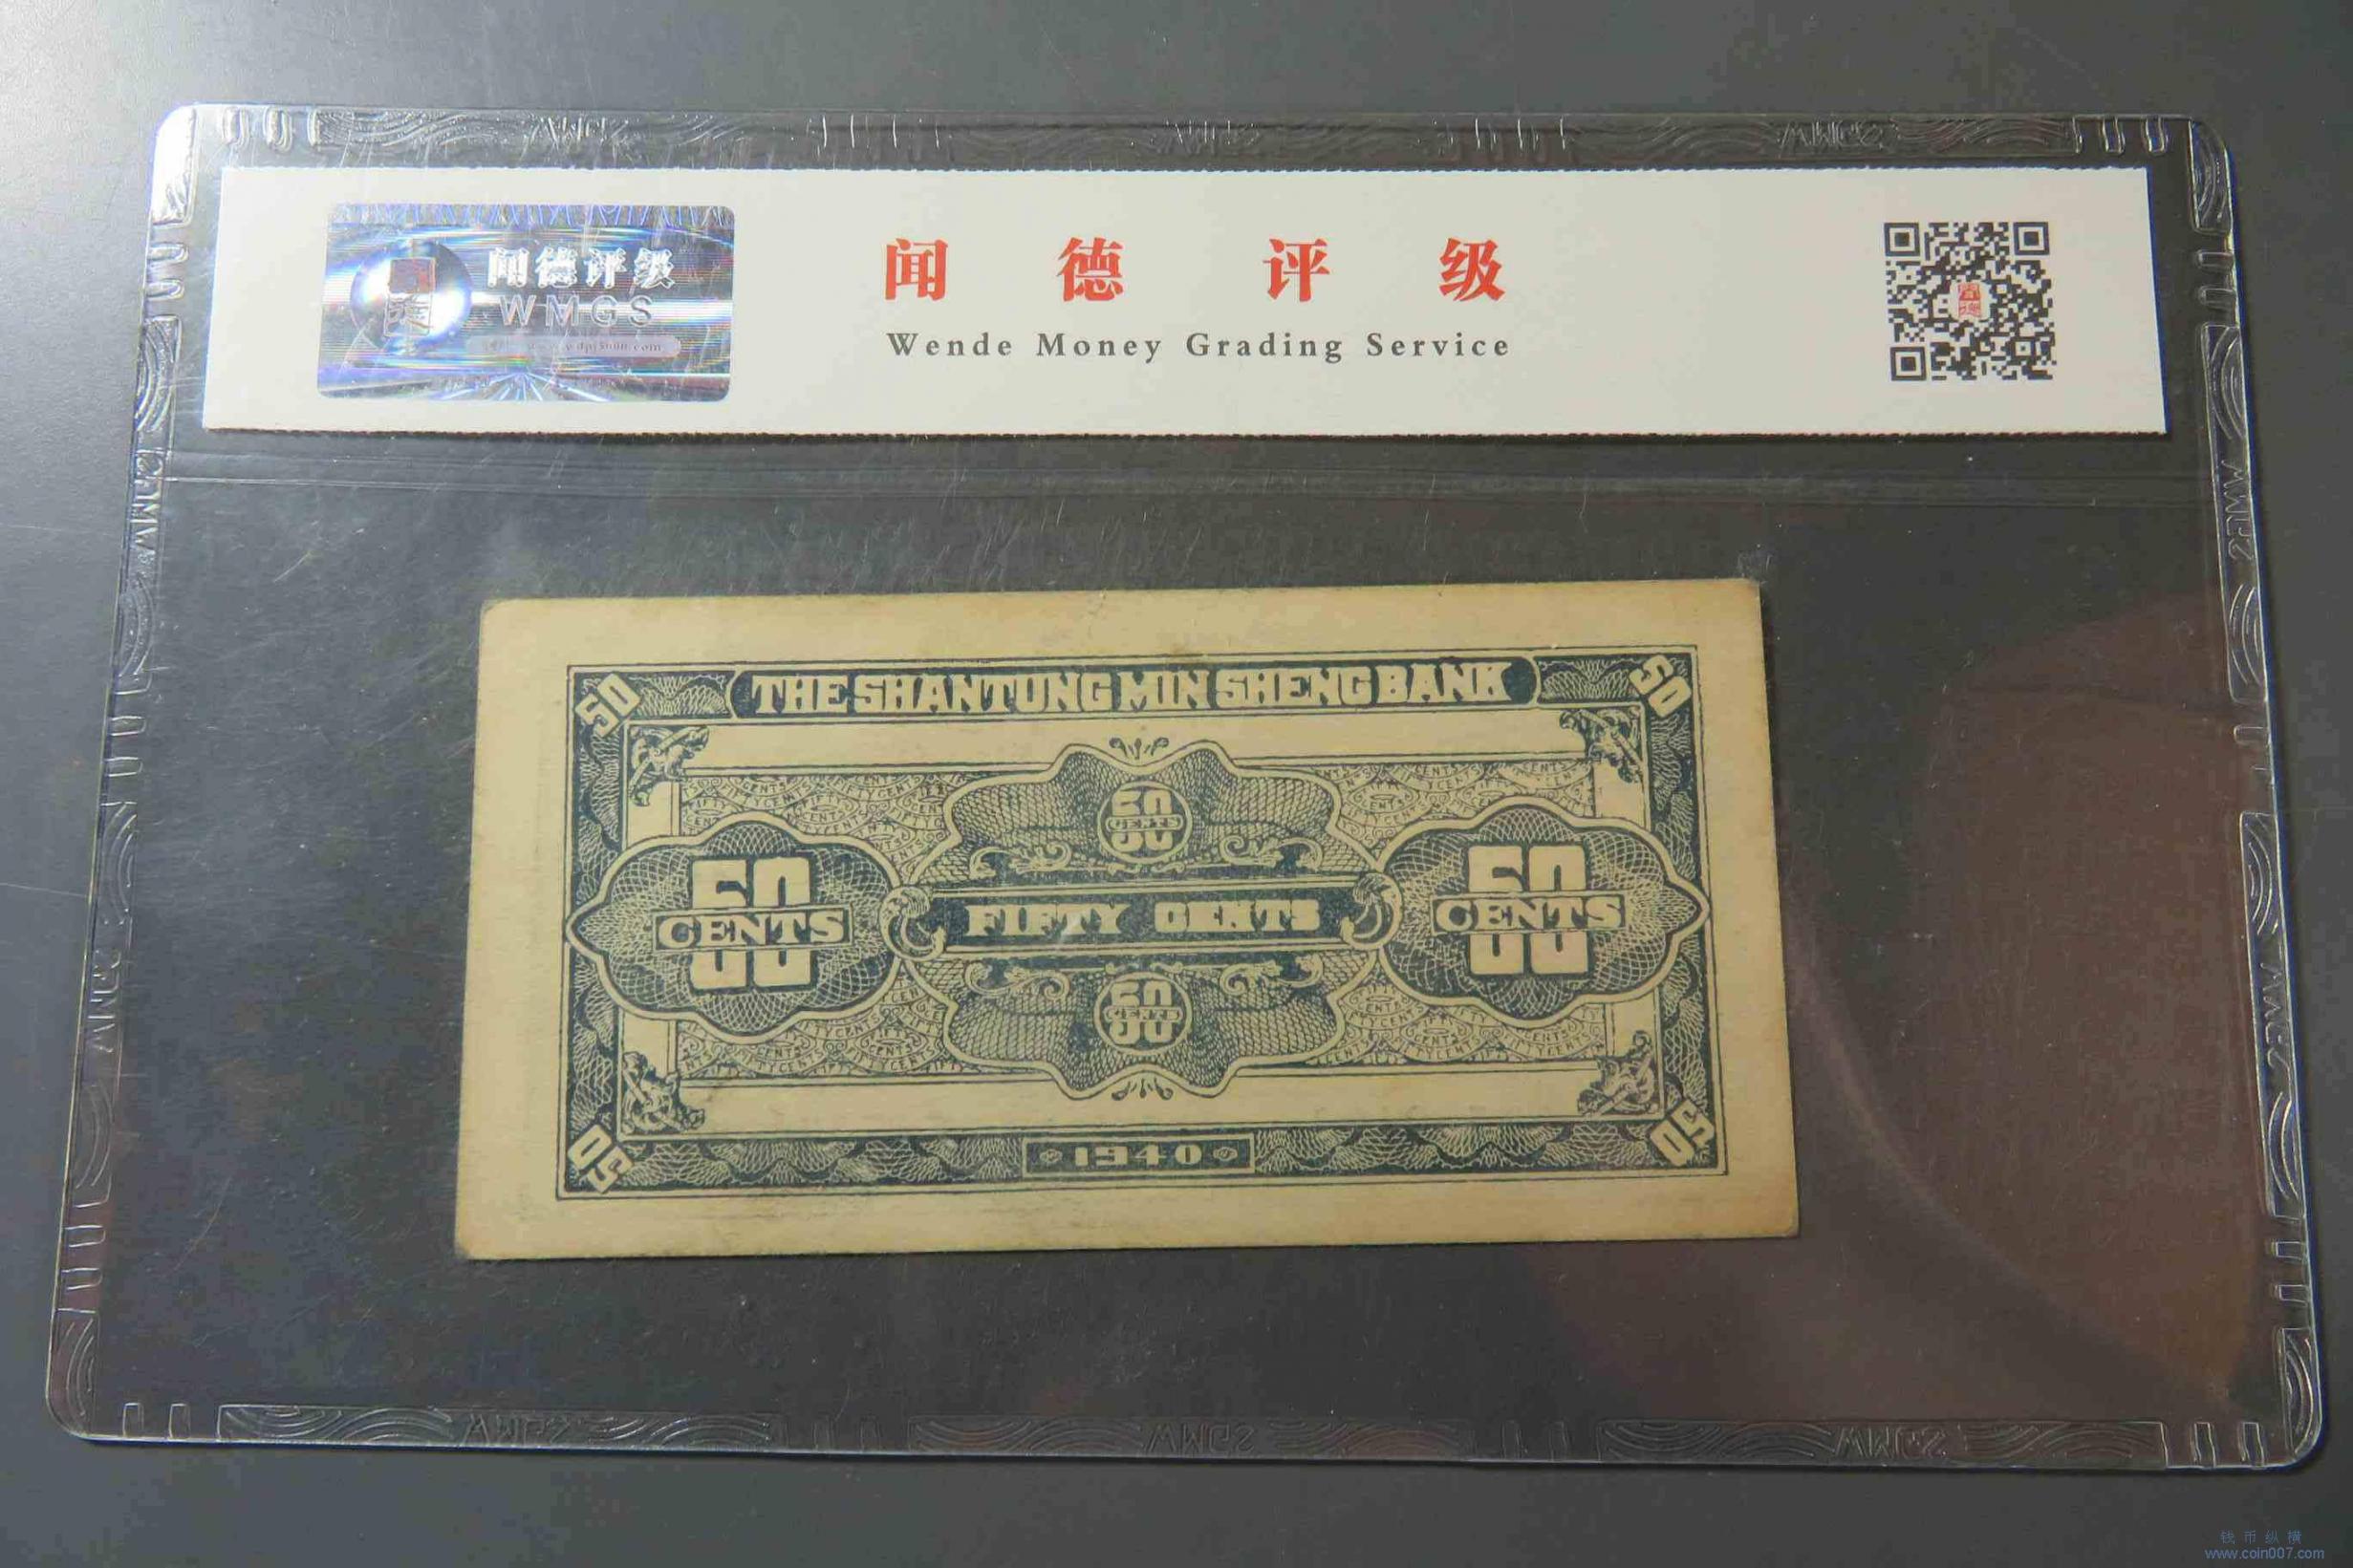 闻德评级
WMGS
闻德评级
Wende Money Grading Service
THE SHANTUNG MIN SHENG BANK
50
50
50
CENTS
50
CENTS
50
CENTS
FIFTY CENTS
50
CENTS
50
50
1940
钱币纵横
www.coin007.com